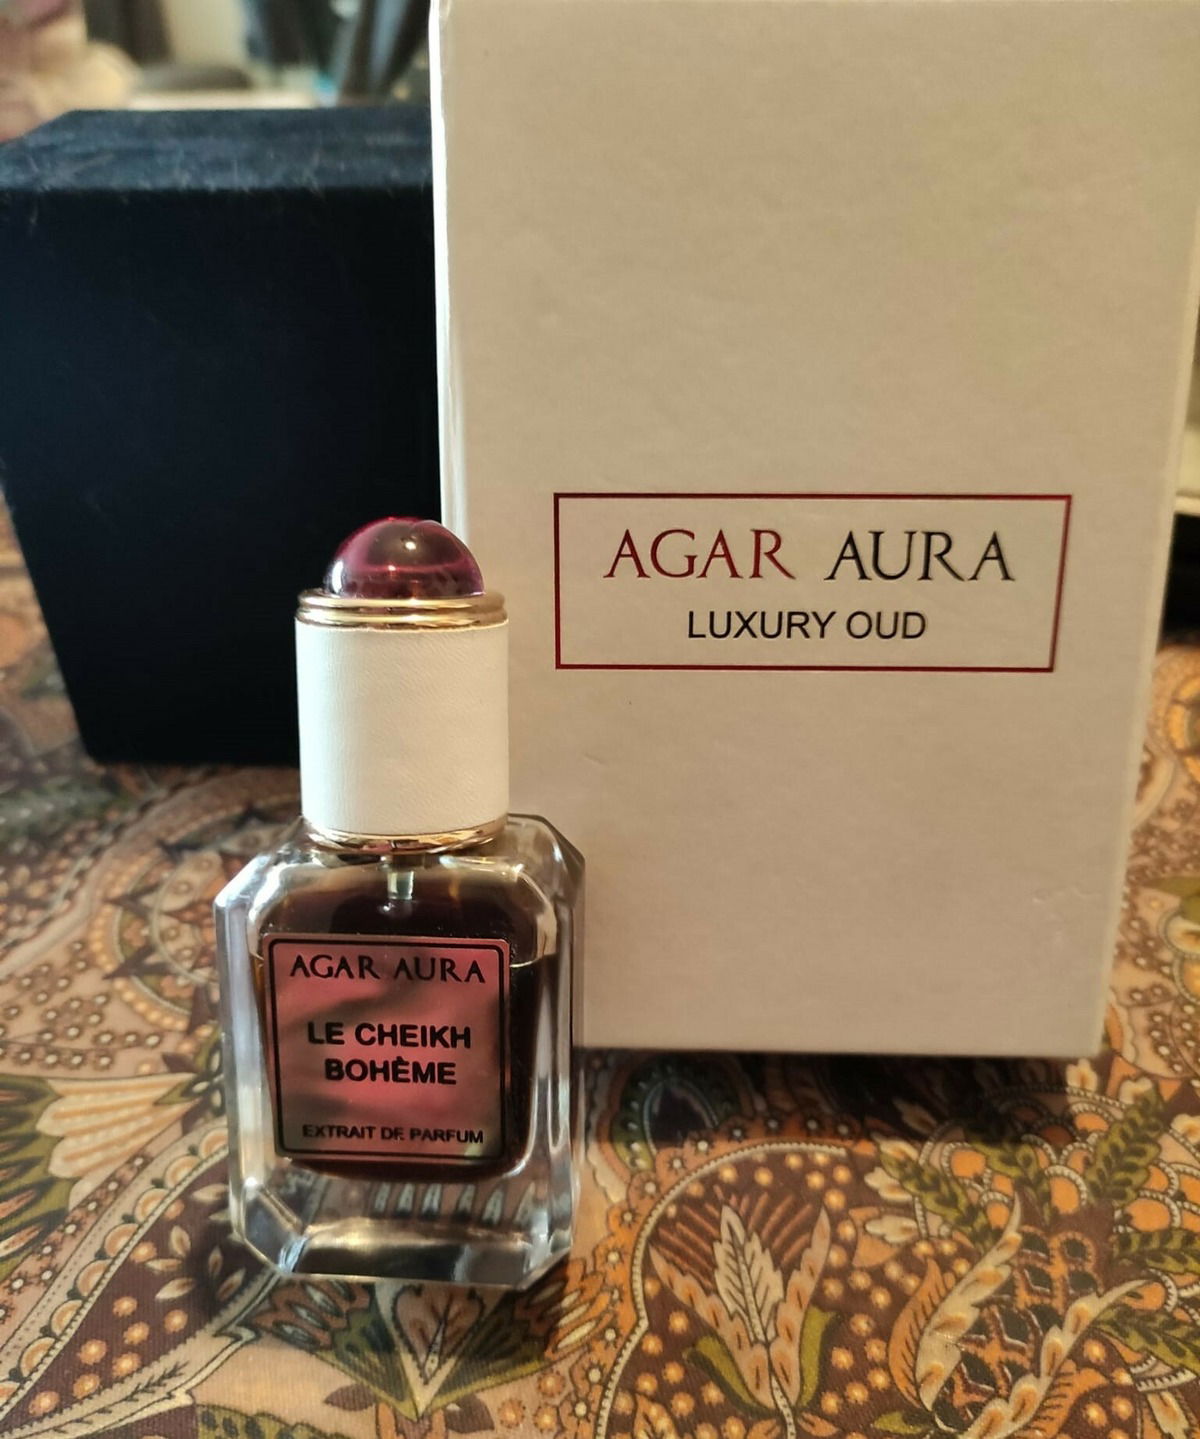 AGAR AURA
LUXURY OUD
AGAR AURA
LE CHEIKH
BOHÈME
EXTRAIT DE PARFUM